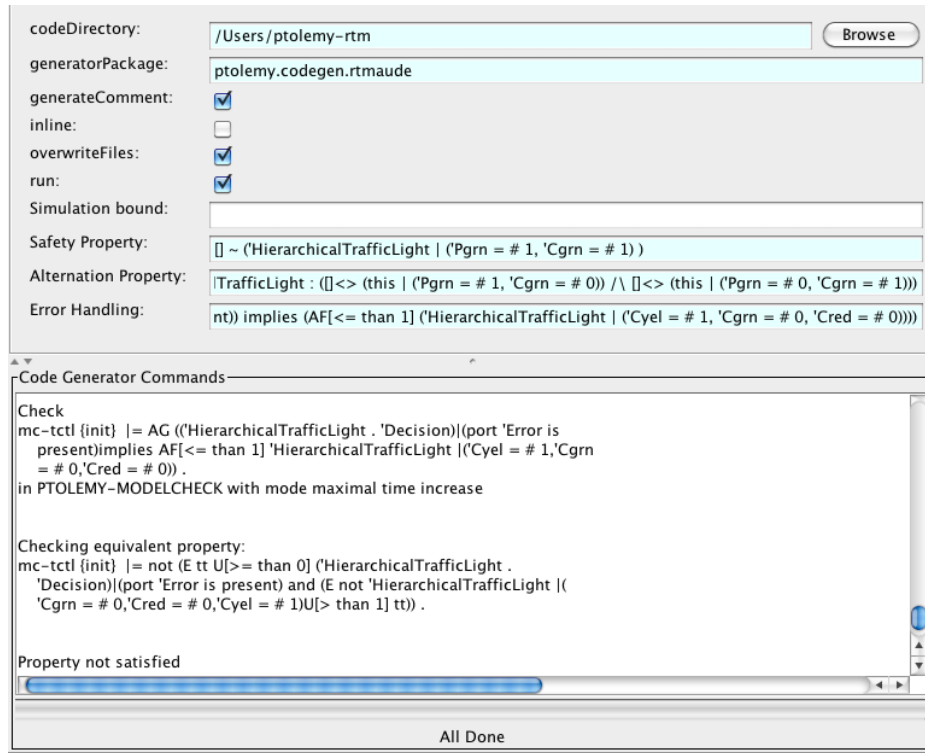 codeDirectory: /Users/ptolemy-rtm Browse
generatorPackage: ptolemy.codegen.rtmaude
generateComment:
inline:
overwriteFiles:
run:
Simulation bound:
Safety Property: [] ~ ('HierarchicalTrafficLight | ('Pgrn = # 1, 'Cgrn = # 1) )
Alternation Property: TrafficLight : ([]<> (this | ('Pgrn = # 1, 'Cgrn = # 0)) /\ []<> (this | ('Pgrn = # 0, 'Cgrn = # 1)))
Error Handling: nt)) implies (AF[<= than 1] ('HierarchicalTrafficLight | ('Cyel = # 1, 'Cgrn = # 0, 'Cred = # 0))))
Code Generator Commands
Check
mc-tctl {init} |= AG (('HierarchicalTrafficLight . 'Decision)|(port 'Error is
present)implies AF[<= than 1] 'HierarchicalTrafficLight |('Cyel = # 1,'Cgrn
= # 0,'Cred = # 0)) .
in PTOLEMY-MODELCHECK with mode maximal time increase
Checking equivalent property:
mc-tctl {init} |= not (E tt U[>= than 0] ('HierarchicalTrafficLight .
'Decision)|(port 'Error is present) and (E not 'HierarchicalTrafficLight |(
'Cgrn = # 0,'Cred = # 0,'Cyel = # 1)U[> than 1] tt)) .
Property not satisfied
All Done